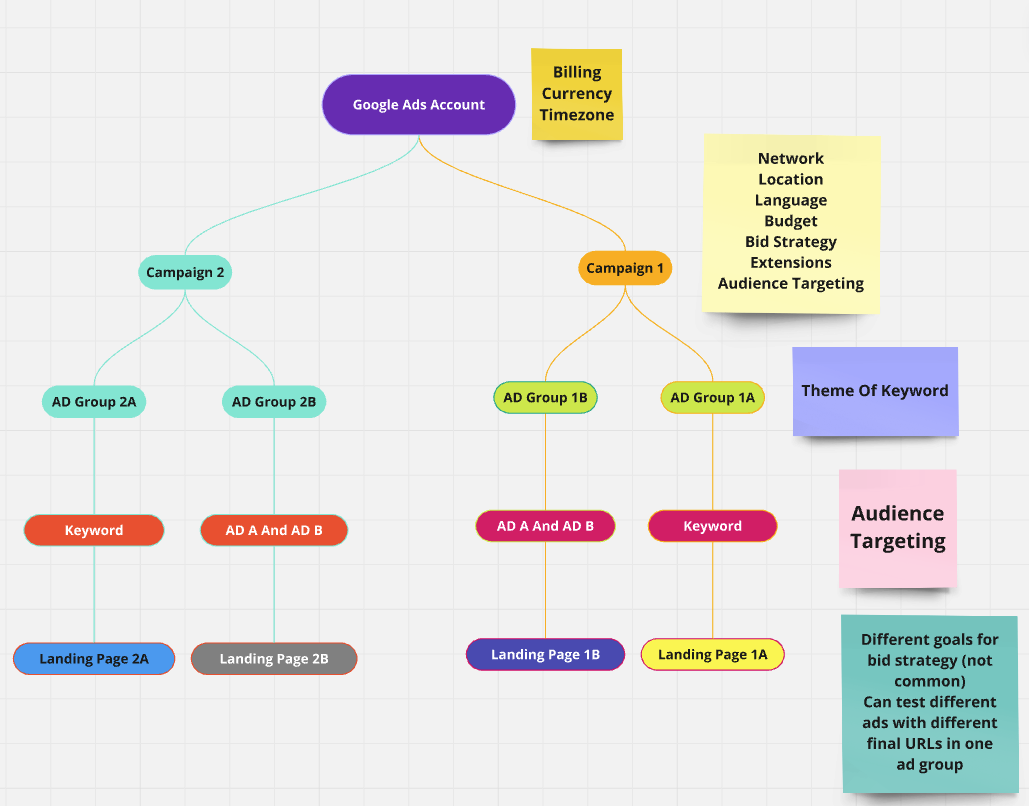 Google Ads Account
Billing
Currency
Timezone
Network
Location
Language
Budget
Bid Strategy
Extensions
Audience Targeting
Campaign 2
Campaign 1
AD Group 2A
AD Group 2B
AD Group 1B
AD Group 1A
Theme Of Keyword
Keyword
AD A And AD B
AD A And AD B
Keyword
Audience
Targeting
Landing Page 2A
Landing Page 2B
Landing Page 1B
Landing Page 1A
Different goals for
bid strategy (not
common)
Can test different
ads with different
final URLs in one
ad group